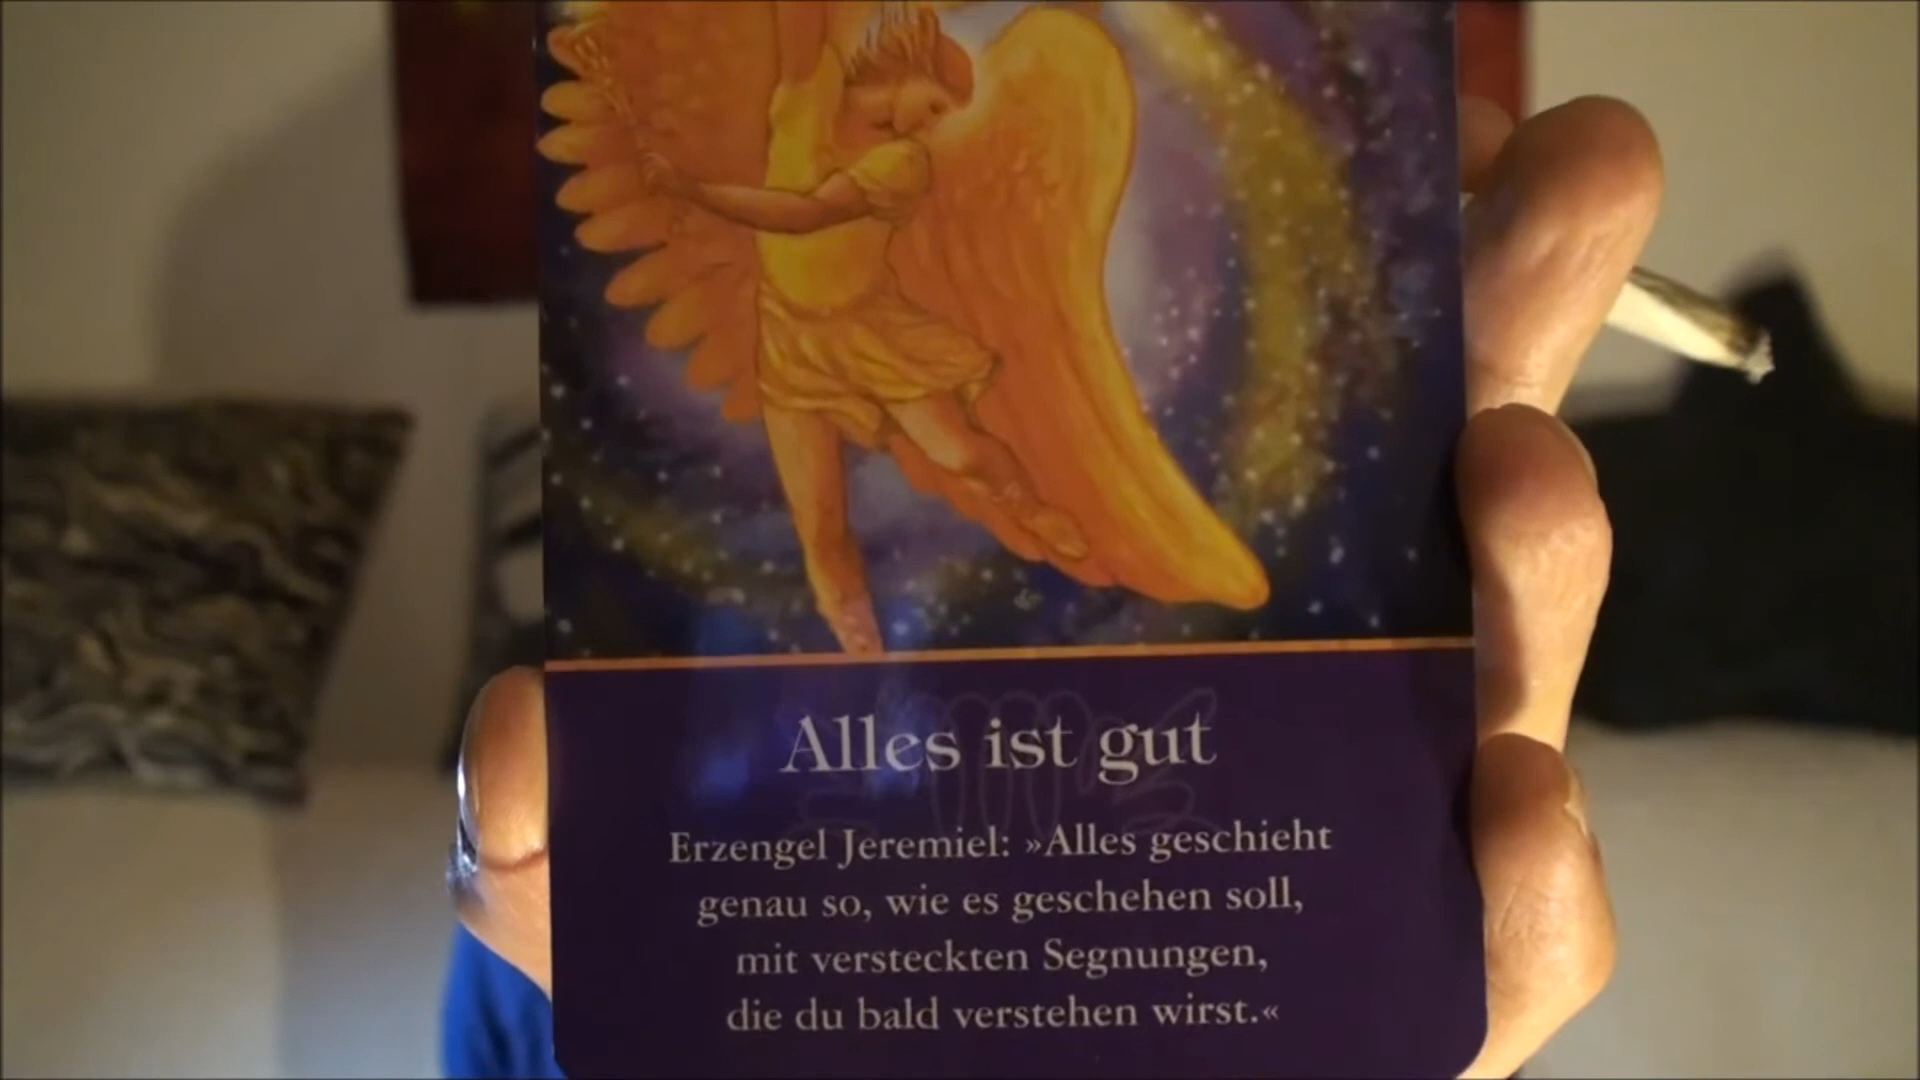 Alles ist gut
Erzengel Jeremiel: »Alles geschieht
genau so, wie es geschehen soll,
mit versteckten Segnungen,
die du bald verstehen wirst.«